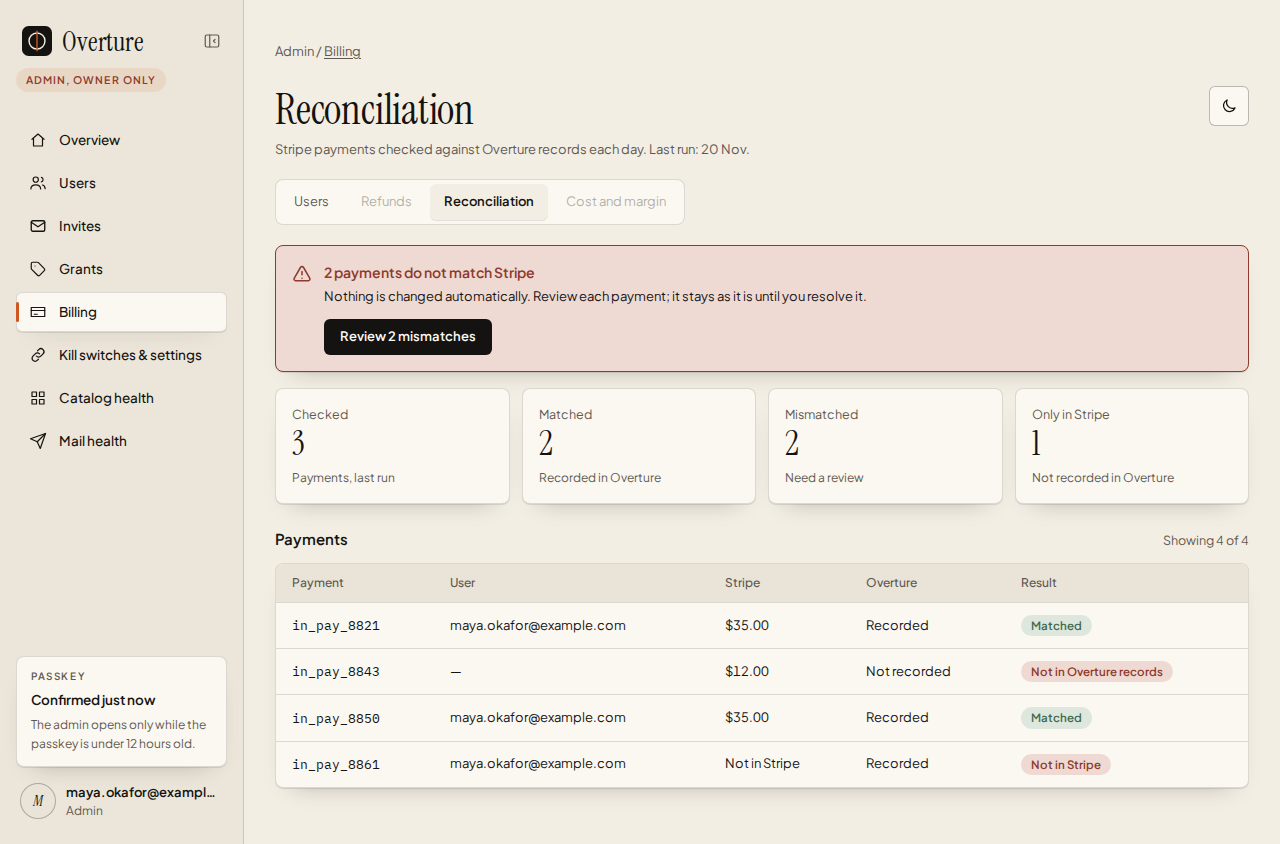 Overture
ADMIN, OWNER ONLY
Overview
Users
Invites
Grants
Billing
Kill switches & settings
Catalog health
Mail health
PASSKEY
Confirmed just now
The admin opens only while the
passkey is under 12 hours old.
M
maya.okafor@exampl…
Admin
Admin / Billing
Reconciliation
Stripe payments checked against Overture records each day. Last run: 20 Nov.
Users Refunds Reconciliation Cost and margin
2 payments do not match Stripe
Nothing is changed automatically. Review each payment; it stays as it is until you resolve it.
Review 2 mismatches
Checked
3
Payments, last run
Matched
2
Recorded in Overture
Mismatched
2
Need a review
Only in Stripe
1
Not recorded in Overture
Payments
Showing 4 of 4
Payment User Stripe Overture Result
in_pay_8821 maya.okafor@example.com $35.00 Recorded Matched
in_pay_8843 — $12.00 Not recorded Not in Overture records
in_pay_8850 maya.okafor@example.com $35.00 Recorded Matched
in_pay_8861 maya.okafor@example.com Not in Stripe Recorded Not in Stripe